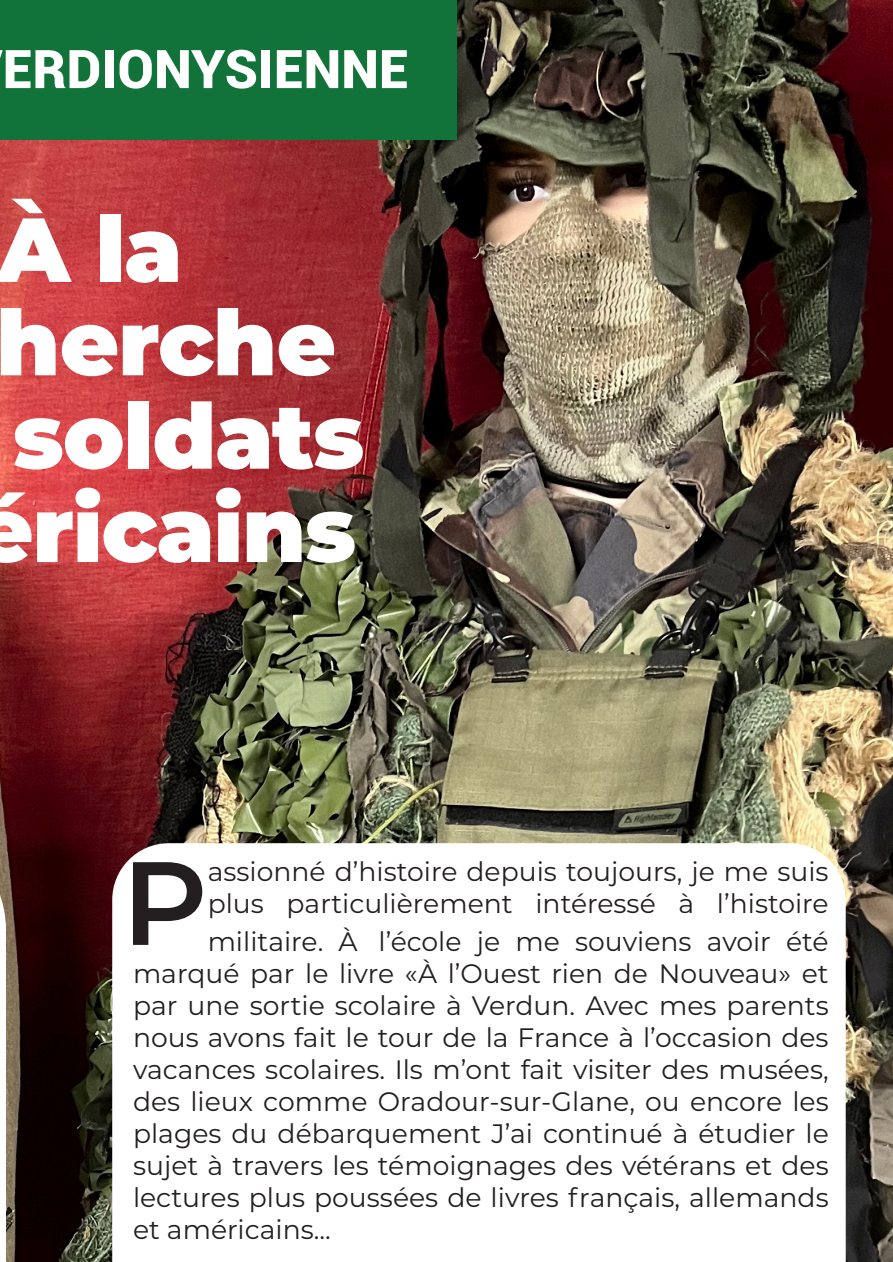 VERDIONYSIENNE
À la
herche
soldats
éricains
Highlander
Passionné d’histoire depuis toujours, je me suis
plus particulièrement intéressé à l’histoire
militaire. À l’école je me souviens avoir été
marqué par le livre «À l’Ouest rien de Nouveau» et
par une sortie scolaire à Verdun. Avec mes parents
nous avons fait le tour de la France à l’occasion des
vacances scolaires. Ils m’ont fait visiter des musées,
des lieux comme Oradour-sur-Glane, ou encore les
plages du débarquement J’ai continué à étudier le
sujet à travers les témoignages des vétérans et des
lectures plus poussées de livres français, allemands
et américains...